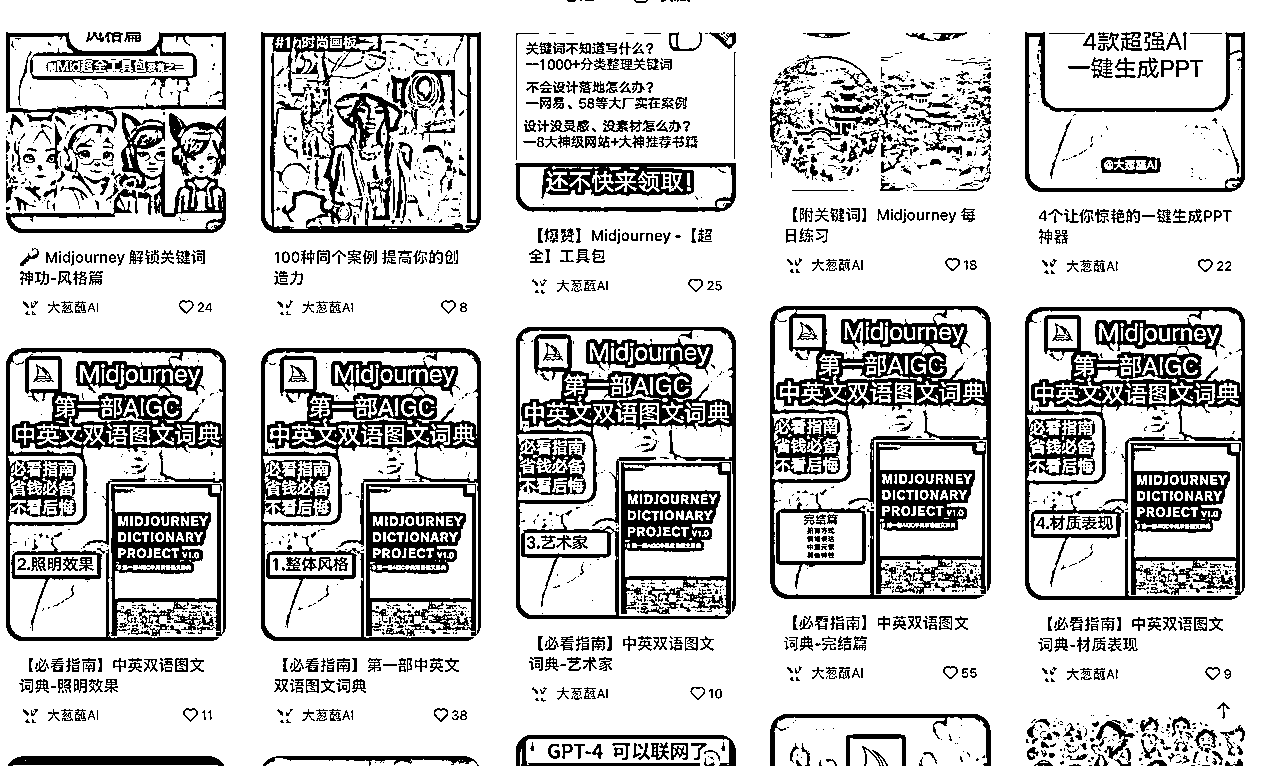 风格篇
Midjourney 解锁关键词
神功-风格篇
大葱蘸AI
24
100种同个案例 提高你的创
造力
大葱蘸AI
8
关键词不知道写什么？
—1000+分类整理关键词
不会设计落地怎么办？
—网易、58等大厂实在案例
设计没灵感、没素材怎么办？
—8大神级网站+大神推荐书籍
还不快来领取！
【爆赞】Midjourney -【超
全】工具包
大葱蘸AI
25
【附关键词】Midjourney 每
日练习
大葱蘸AI
18
4款超强AI
一键生成PPT
@大葱蘸AI
4个让你惊艳的一键生成PPT
神器
大葱蘸AI
22
Midjourney
第一部AIGC
中英文双语图文词典
必看指南
省钱必备
不看后悔
MIDJOURNEY
DICTIONARY
PROJECT V1.0
2.照明效果
【必看指南】中英双语图文
词典-照明效果
大葱蘸AI
11
Midjourney
第一部AIGC
中英文双语图文词典
必看指南
省钱必备
不看后悔
MIDJOURNEY
DICTIONARY
PROJECT V1.0
1.整体风格
【必看指南】第一部中英文
双语图文词典
大葱蘸AI
38
Midjourney
第一部AIGC
中英文双语图文词典
必看指南
省钱必备
不看后悔
MIDJOURNEY
DICTIONARY
PROJECT V1.0
3.艺术家
【必看指南】中英双语图文
词典-艺术家
大葱蘸AI
10
Midjourney
第一部AIGC
中英文双语图文词典
必看指南
省钱必备
不看后悔
MIDJOURNEY
DICTIONARY
PROJECT V1.0
完结篇
【必看指南】中英双语图文
词典-完结篇
大葱蘸AI
55
Midjourney
第一部AIGC
中英文双语图文词典
必看指南
省钱必备
不看后悔
MIDJOURNEY
DICTIONARY
PROJECT V1.0
4.材质表现
【必看指南】中英双语图文
词典-材质表现
大葱蘸AI
9
GPT-4 可以联网了